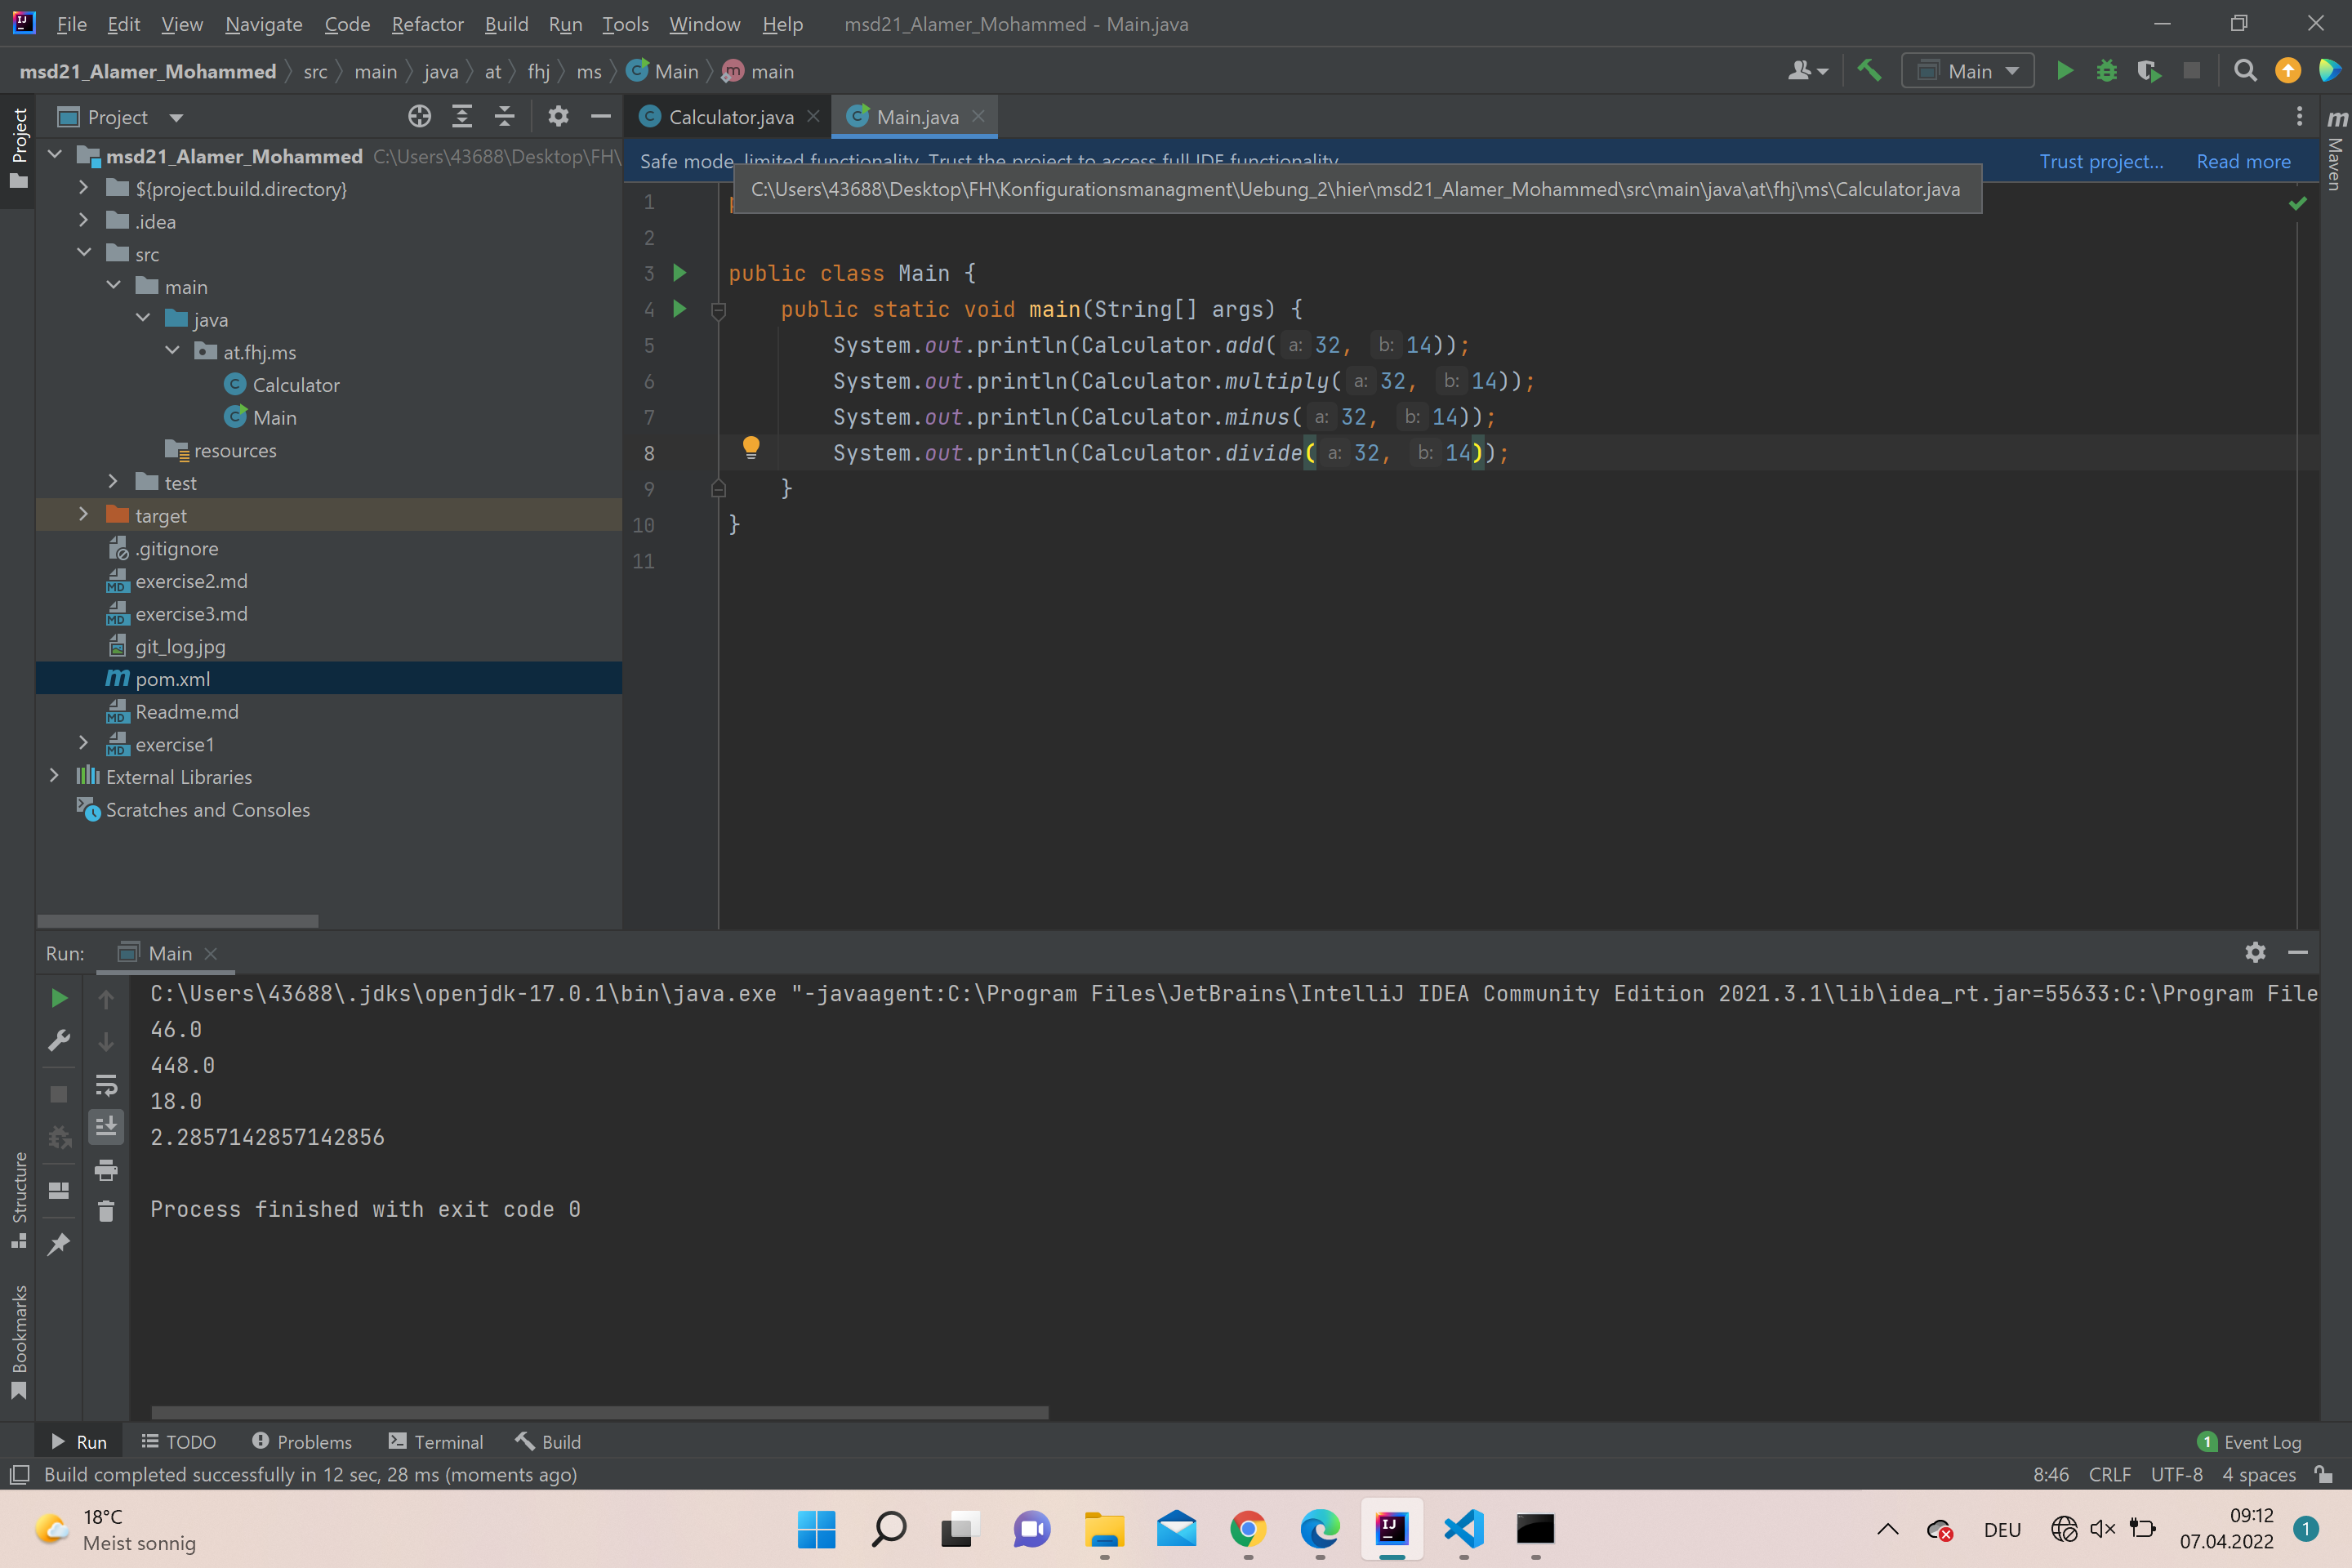 File Edit View Navigate Code Refactor Build Run Tools Window Help msd21_Alamer_Mohammed - Main.java
msd21_Alamer_Mohammed src main java at fhj ms Main main
Main
Project
Project
Calculator.java
Main.java
msd21_Alamer_Mohammed C:\Users\43688\Desktop\FH\
${project.build.directory}
.idea
src
main
java
at.fhj.ms
Calculator
Main
resources
test
target
.gitignore
exercise2.md
exercise3.md
git_log.jpg
pom.xml
Readme.md
exercise1
External Libraries
Scratches and Consoles
Safe mode, limited functionality. Trust the project to access full IDE functionality
Trust project... Read more
C:\Users\43688\Desktop\FH\Konfigurationsmanagment\Uebung_2\hier\msd21_Alamer_Mohammed\src\main\java\at\fhj\ms\Calculator.java
1
2
3 public class Main {
4 public static void main(String[] args) {
5 System.out.println(Calculator.add( a: 32, b: 14));
6 System.out.println(Calculator.multiply( a: 32, b: 14));
7 System.out.println(Calculator.minus( a: 32, b: 14));
8 System.out.println(Calculator.divide( a: 32, b: 14));
9 }
10 }
11
Maven
Run: Main
C:\Users\43688\.jdks\openjdk-17.0.1\bin\java.exe "-javaagent:C:\Program Files\JetBrains\IntelliJ IDEA Community Edition 2021.3.1\lib\idea_rt.jar=55633:C:\Program File
46.0
448.0
18.0
2.2857142857142856
Process finished with exit code 0
Structure
Bookmarks
Run TODO Problems Terminal Build
1 Event Log
Build completed successfully in 12 sec, 28 ms (moments ago)
8:46 CRLF UTF-8 4 spaces
18°C
Meist sonnig
DEU
09:12
07.04.2022
1